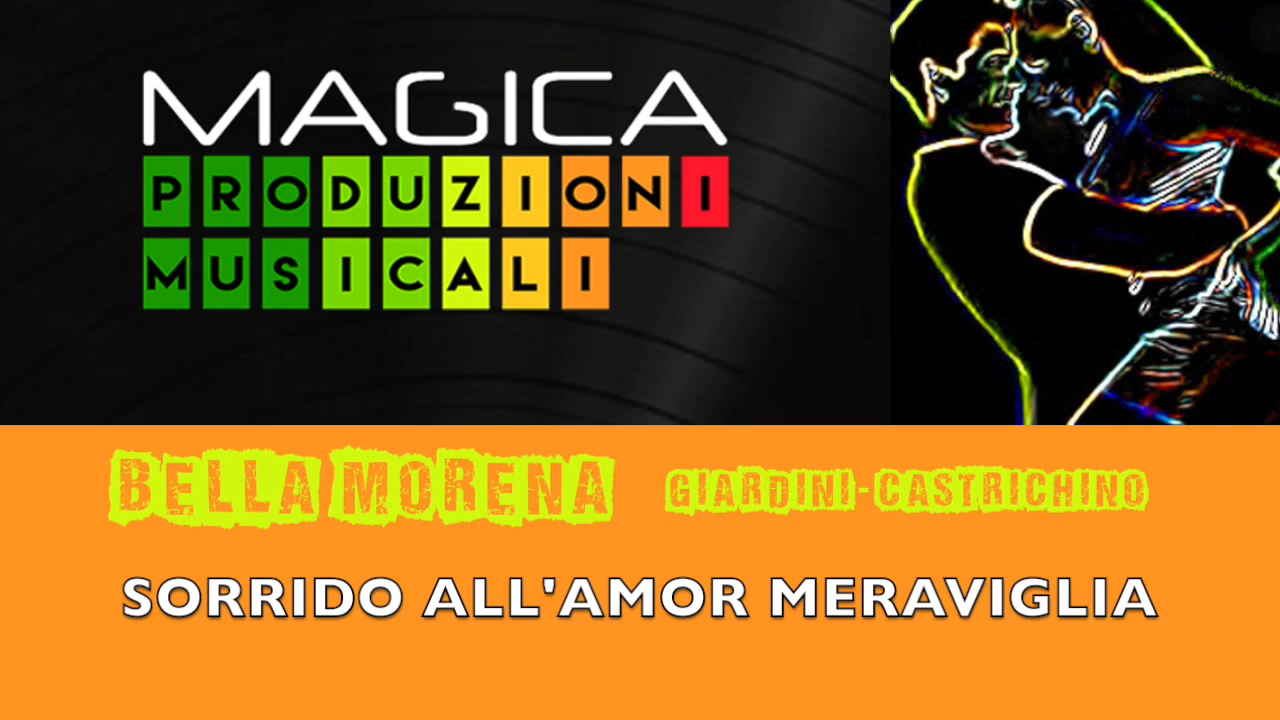 MAGICA
PRODUZIONI
MUSICALI
BELLA MORENA GIARDINI-CASTRICHINO
SORRIDO ALL'AMOR MERAVIGLIA